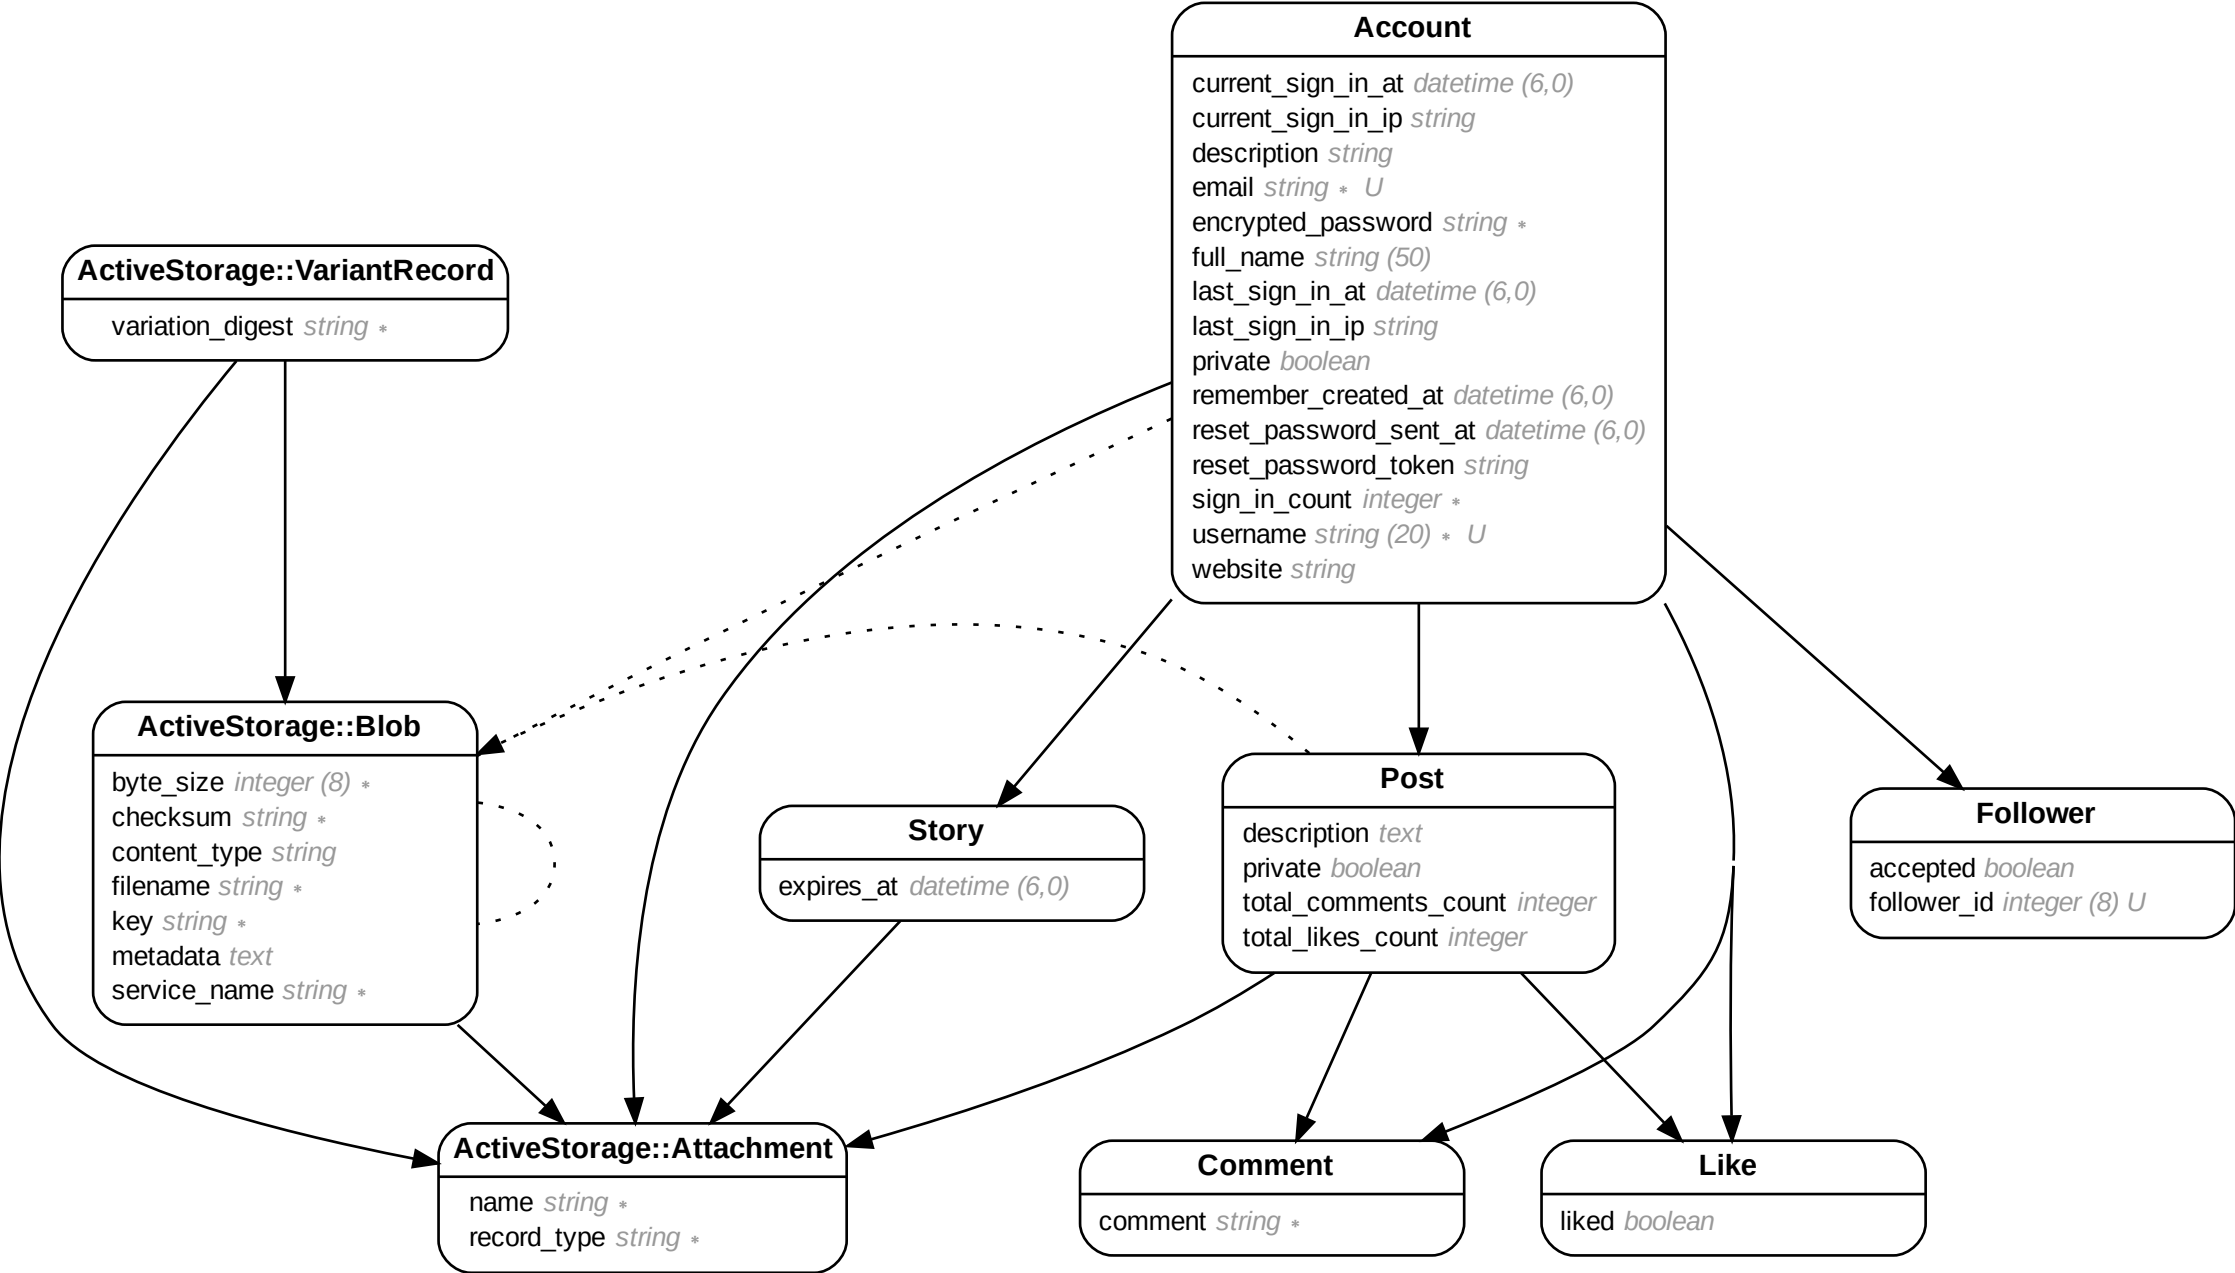 Account
current_sign_in_at datetime (6,0)
current_sign_in_ip string
description string
email string * U
encrypted_password string *
full_name string (50)
last_sign_in_at datetime (6,0)
last_sign_in_ip string
private boolean
remember_created_at datetime (6,0)
reset_password_sent_at datetime (6,0)
reset_password_token string
sign_in_count integer *
username string (20) * U
website string
ActiveStorage::VariantRecord
variation_digest string *
ActiveStorage::Blob
byte_size integer (8) *
checksum string *
content_type string
filename string *
key string *
metadata text
service_name string *
Story
expires_at datetime (6,0)
Post
description text
private boolean
total_comments_count integer
total_likes_count integer
Follower
accepted boolean
follower_id integer (8) U
ActiveStorage::Attachment
name string *
record_type string *
Comment
comment string *
Like
liked boolean